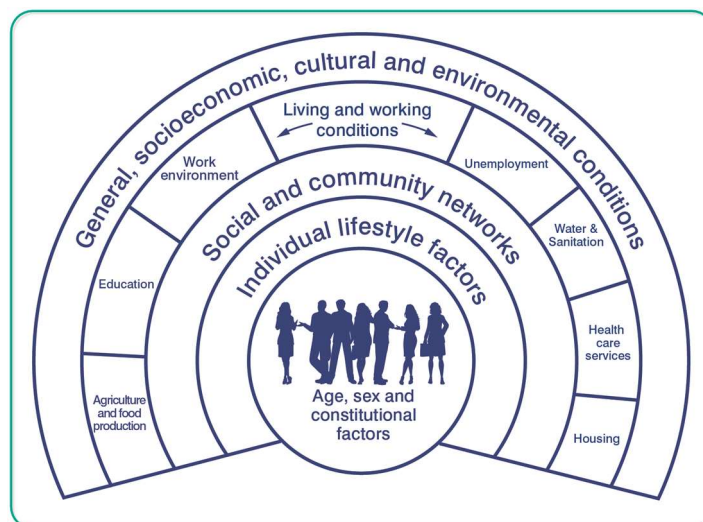 General, socioeconomic, cultural and environmental conditions
Living and working
conditions
Work
environment
Unemployment
Education
Water &
Sanitation
Agriculture
and food
production
Health
care
services
Housing
Social and community networks
Individual lifestyle factors
Age, sex and
constitutional
factors